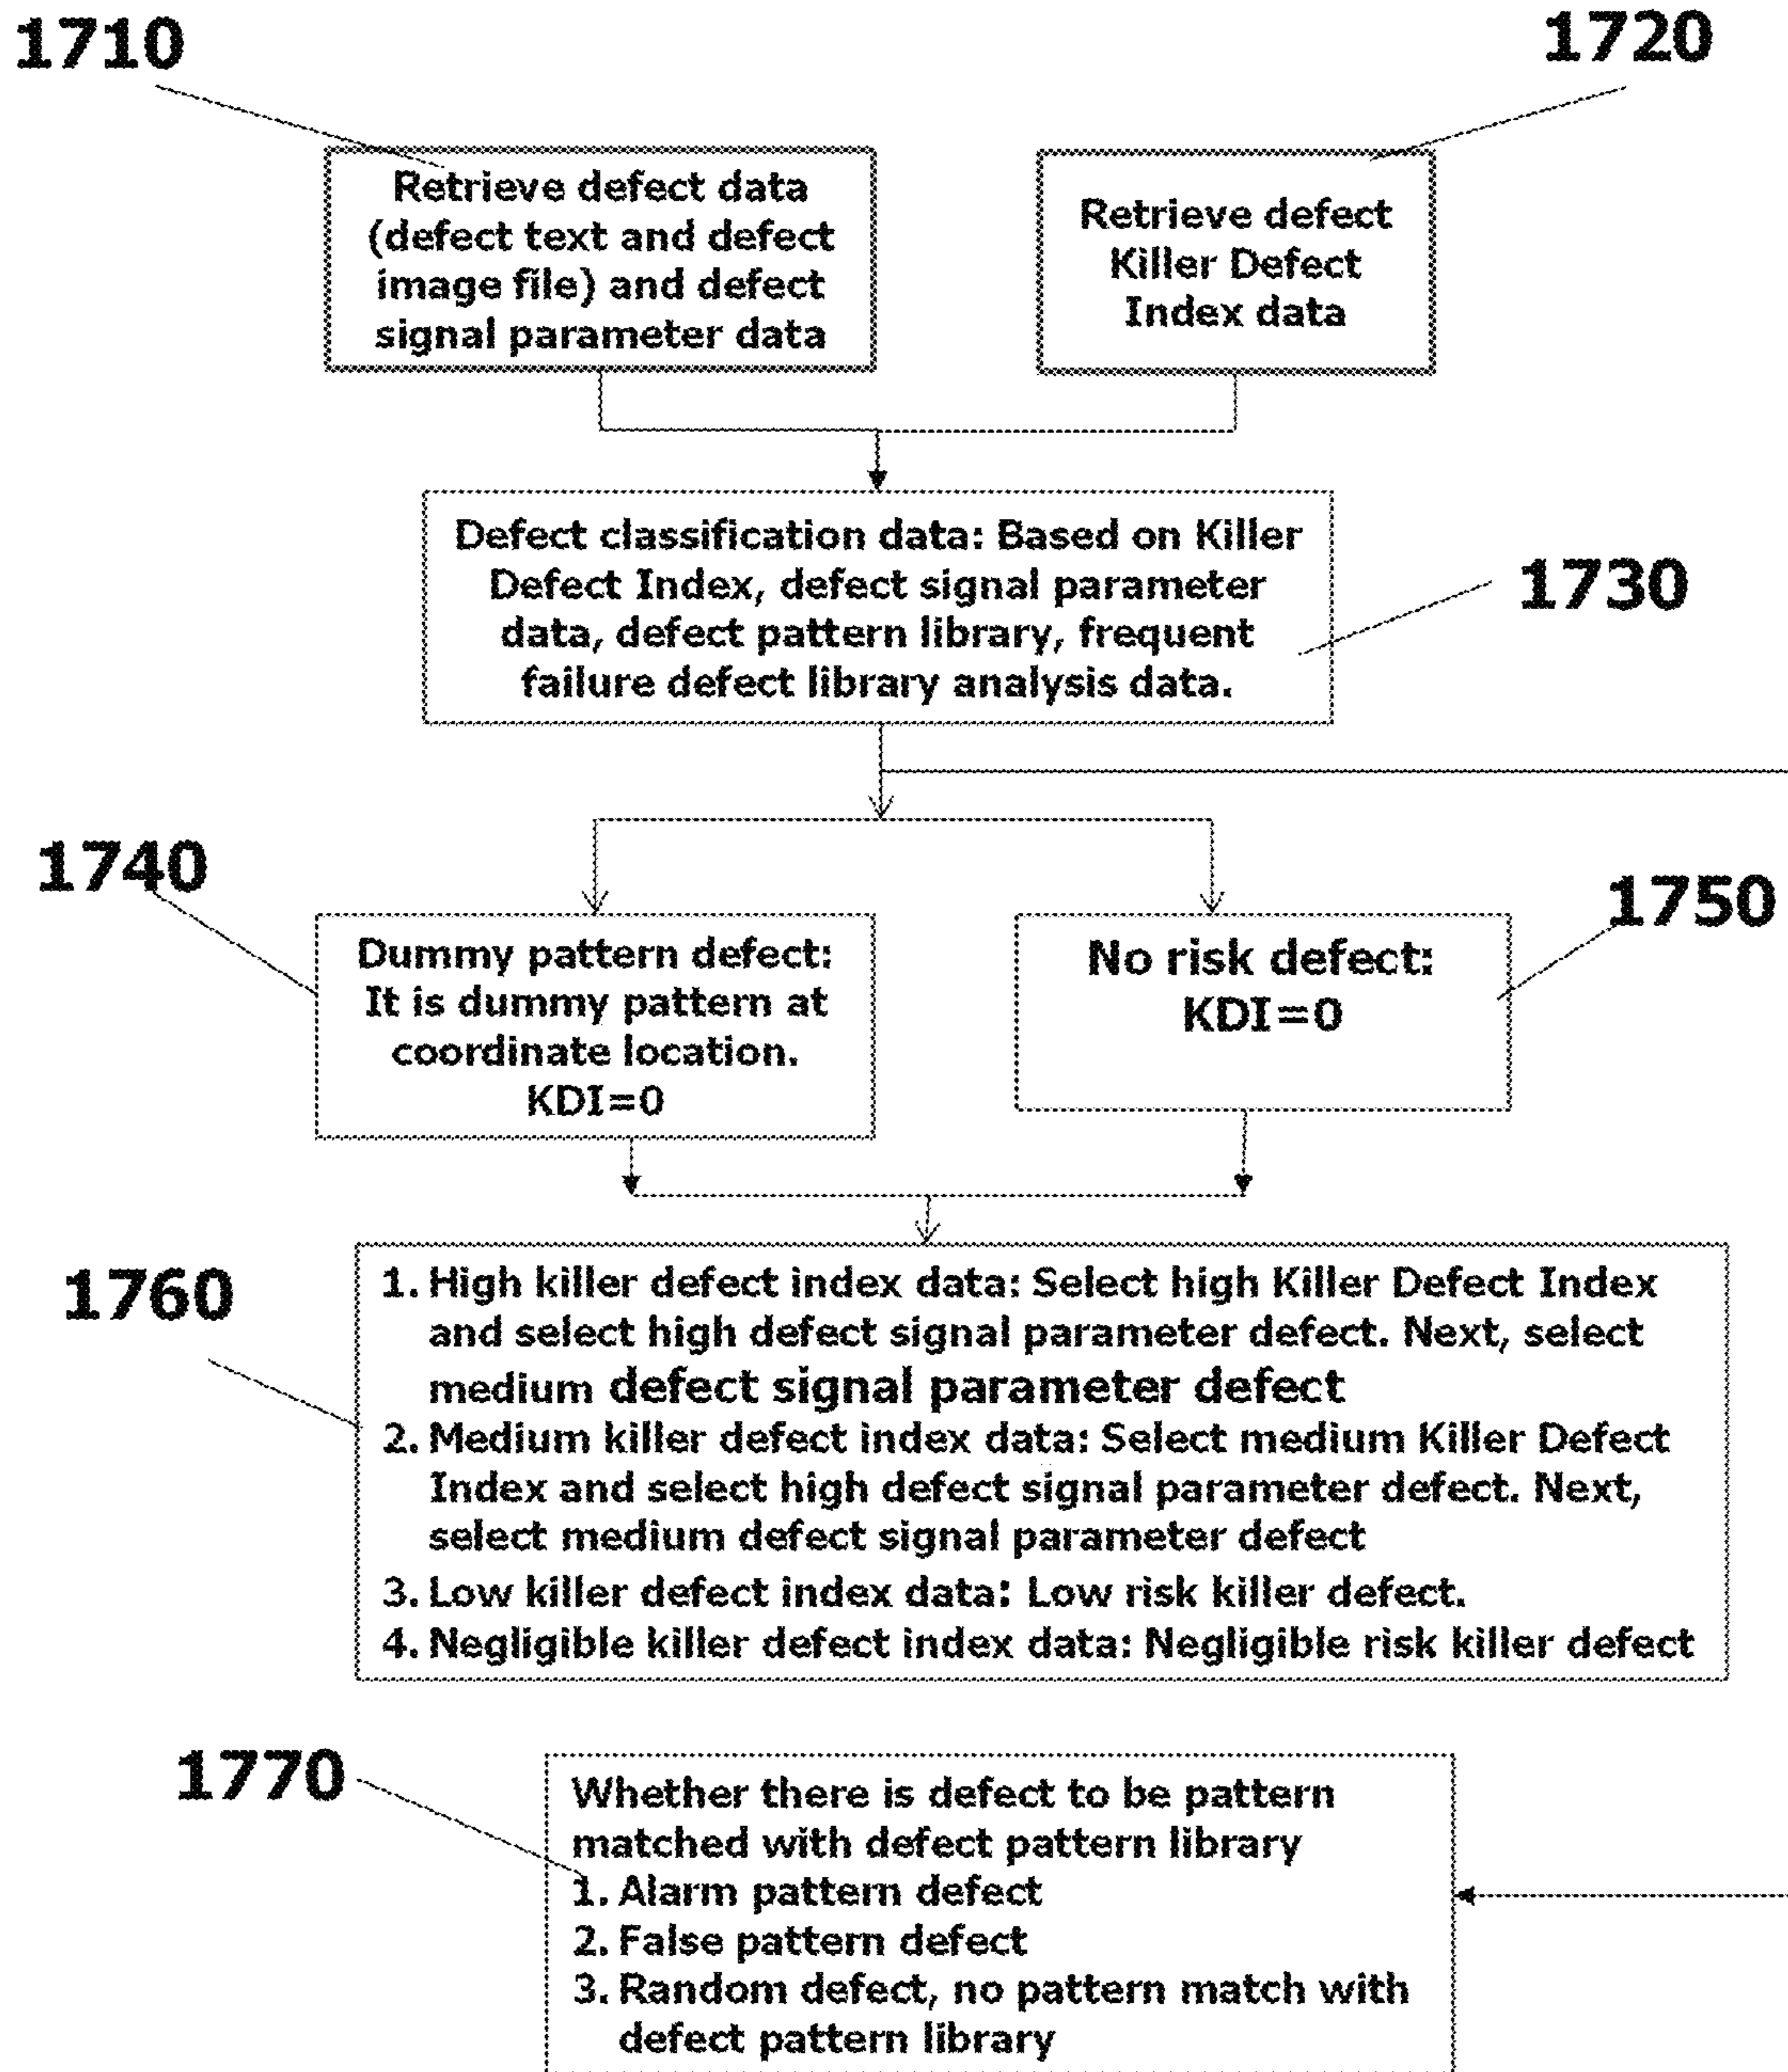 1710
1720
Retrieve defect data
(defect text and defect
image file) and defect
signal parameter data
Retrieve defect
Killer Defect
Index data
Defect classification data: Based on Killer
Defect Index, defect signal parameter
data, defect pattern library, frequent
failure defect library analysis data.
1730
1740
1750
Dummy pattern defect:
It is dummy pattern at
coordinate location.
KDI=0
No risk defect:
KDI=0
1760
1. High killer defect index data: Select high Killer Defect Index
and select high defect signal parameter defect. Next, select
medium defect signal parameter defect
2. Medium killer defect index data: Select medium Killer Defect
Index and select high defect signal parameter defect. Next,
select medium defect signal parameter defect
3. Low killer defect index data: Low risk killer defect.
4. Negligible killer defect index data: Negligible risk killer defect
1770
Whether there is defect to be pattern
matched with defect pattern library
1. Alarm pattern defect
2. False pattern defect
3. Random defect, no pattern match with
defect pattern library